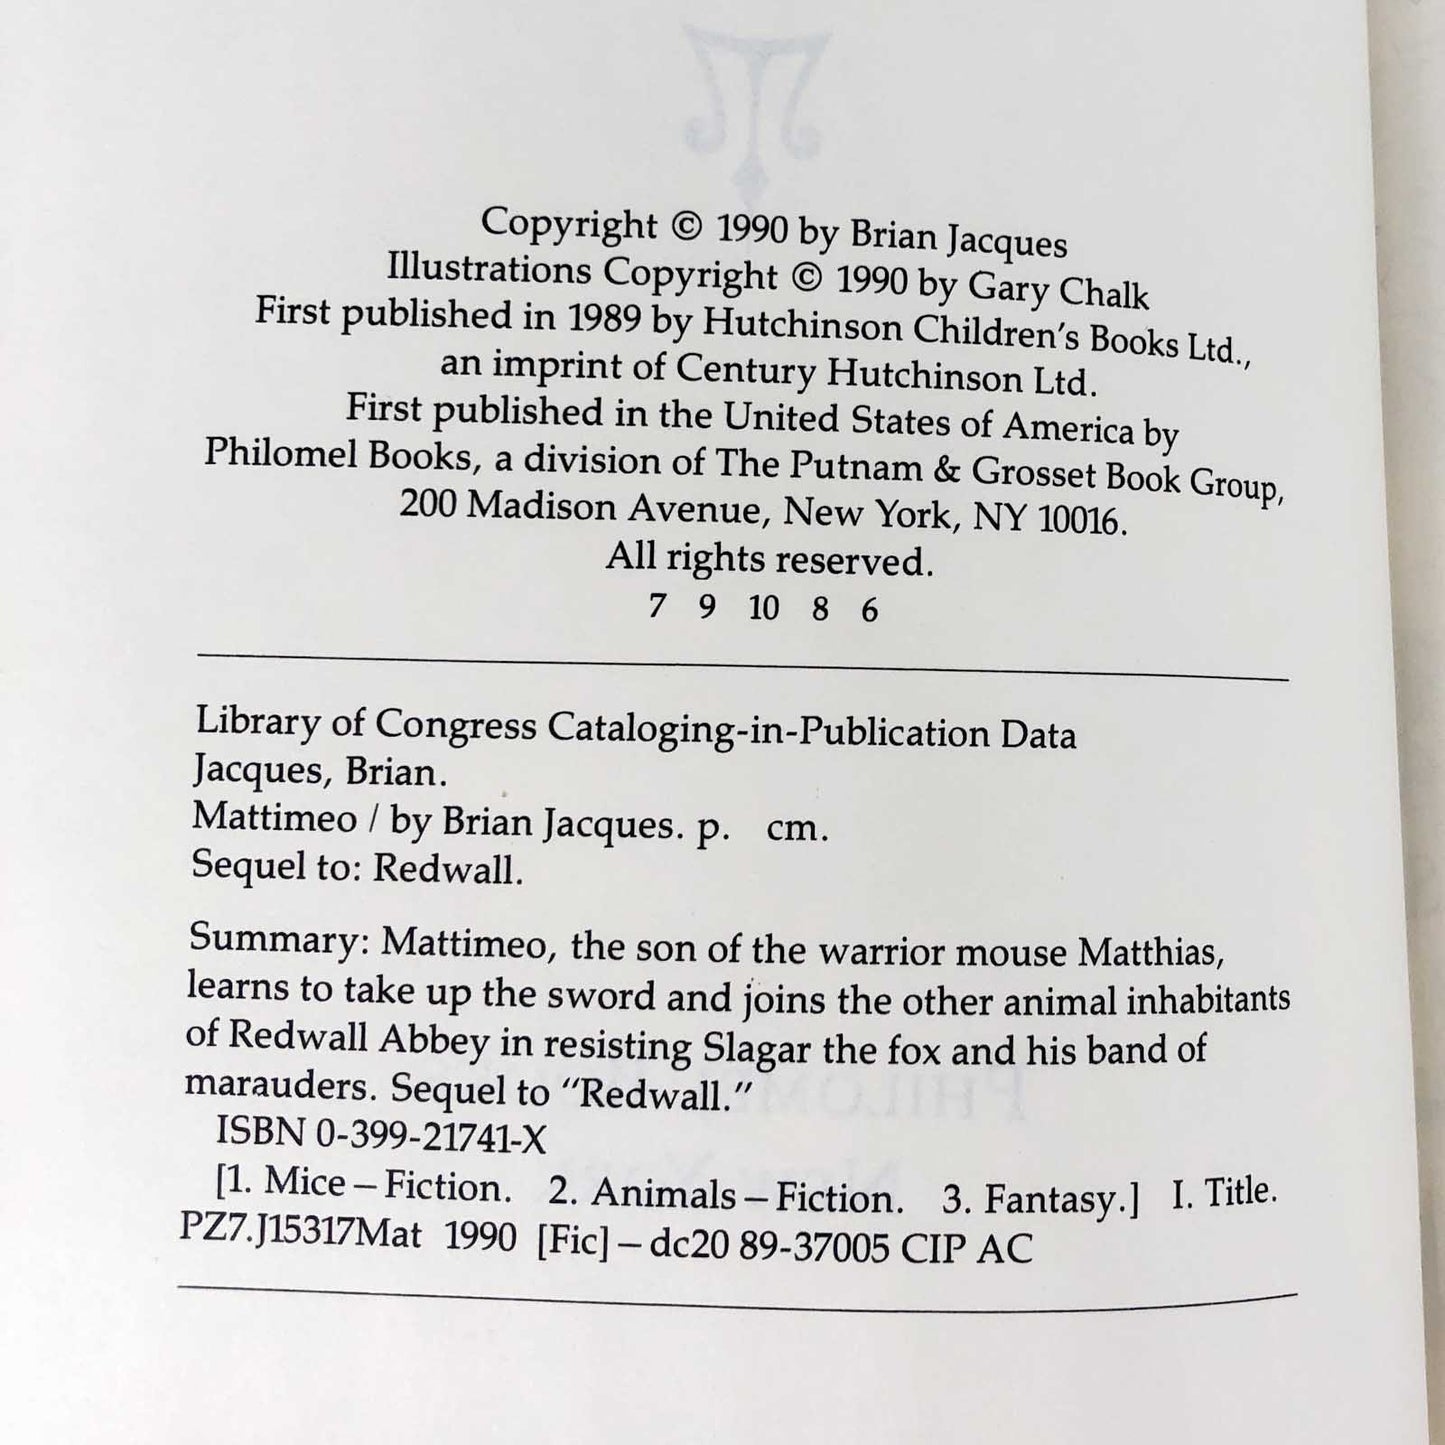 Copyright © 1990 by Brian Jacques
Illustrations Copyright © 1990 by Gary Chalk
First published in 1989 by Hutchinson Children's Books Ltd.,
an imprint of Century Hutchinson Ltd.
First published in the United States of America by
Philomel Books, a division of The Putnam & Grosset Book Group,
200 Madison Avenue, New York, NY 10016.
All rights reserved.
7 9 10 8 6
Library of Congress Cataloging-in-Publication Data
Jacques, Brian.
Mattimeo / by Brian Jacques. p. cm.
Sequel to: Redwall.
Summary: Mattimeo, the son of the warrior mouse Matthias,
learns to take up the sword and joins the other animal inhabitants
of Redwall Abbey in resisting Slagar the fox and his band of
marauders. Sequel to "Redwall."
ISBN 0-399-21741-X
[1. Mice – Fiction. 2. Animals – Fiction. 3. Fantasy.] I. Title.
PZ7.J15317Mat 1990 [Fic] – dc20 89-37005 CIP AC